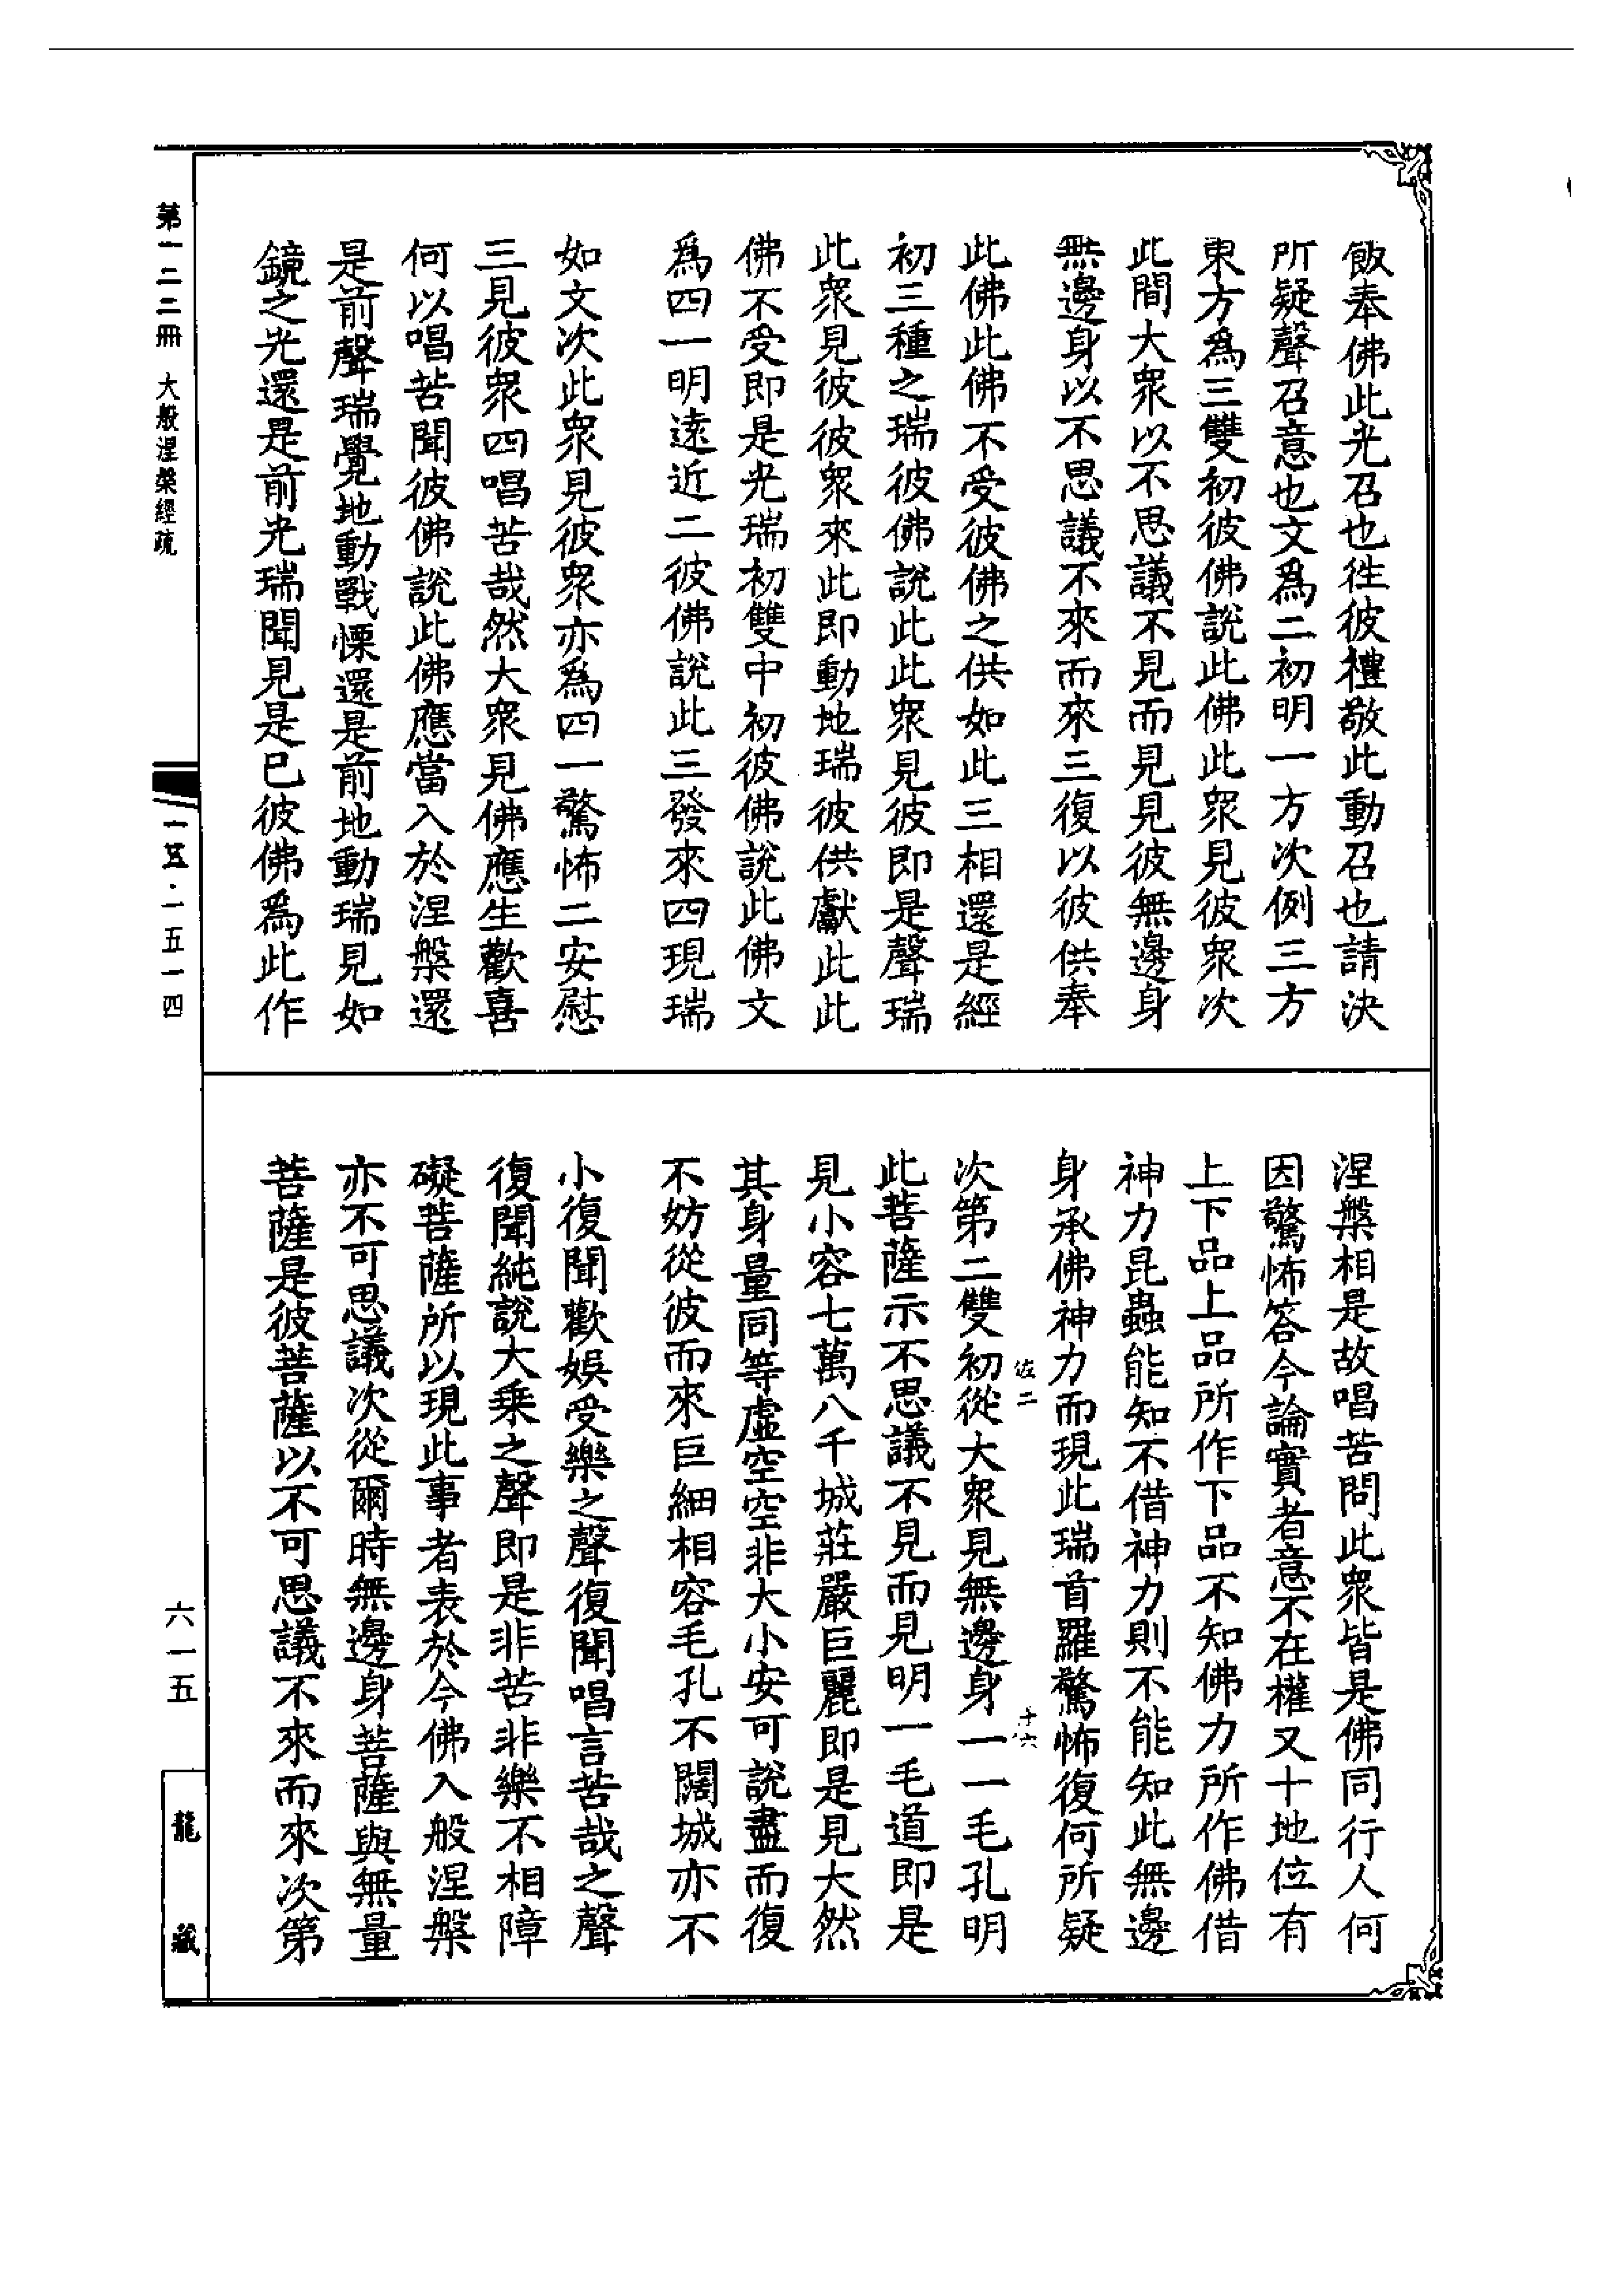 飯奉佛此光召也徃彼禮敬此動召也請決
所疑聲召意也文爲二初明一方次例三方
東方爲三雙初彼佛說此佛此衆見彼衆次
此間大衆以不思議不見而見見彼無邊身
無邊身以不思議不來而來三復以彼供奉
此佛此佛不受彼佛之供如此三相還是經
初三種之瑞彼佛說此此衆見彼即是聲瑞
此衆見彼彼衆來此即動地瑞彼供獻此此
佛不受即是光瑞初雙中初彼佛說此佛文
爲四一明遠近二彼佛說此三發來四現瑞
如文次此衆見彼衆亦爲四一驚怖二安慰
三見彼衆四唱苦哉然大衆見佛應生歡喜
何以唱苦聞彼佛說此佛應當入於涅槃還
是前聲瑞覺地動戰慄還是前地動瑞見如
鏡之光還是前光瑞聞見是已彼佛爲此作
涅槃相是故唱苦問此衆皆是佛同行人何
因驚怖答今論實者意不在權又十地位有
上下品上品所作下品不知佛力所作佛借
神力昆蟲能知不借神力則不能知此無邊
身承佛神力而現此瑞首羅驚怖復何所疑
佐二 十六
次第二雙初從大衆見無邊身一一毛孔明
此菩薩示不思議不見而見明一毛道即是
見小容七萬八千城莊嚴巨麗即是見大然
其身量同等虛空空非大小安可說盡而復
不妨從彼而來巨細相容毛孔不闊城亦不
小復聞歡娛受樂之聲復聞唱言苦哉之聲
復聞純說大乗之聲即是非苦非樂不相障
礙菩薩所以現此事者表於今佛入般涅槃
亦不可思議次從爾時無邊身菩薩與無量
菩薩是彼菩薩以不可思議不來而來次第
第一二二冊 大般涅槃經疏
一五一四
六一五
龍藏